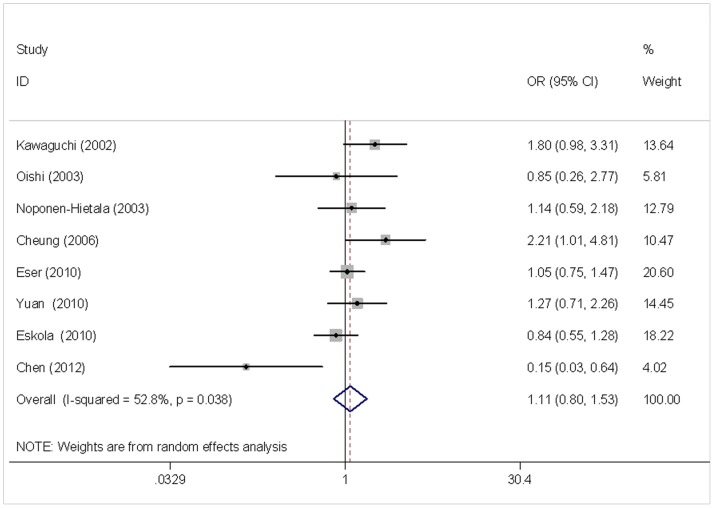 Study %
ID OR (95% CI) Weight
Kawaguchi (2002) 1.80 (0.98, 3.31) 13.64
Oishi (2003) 0.85 (0.26, 2.77) 5.81
Noponen-Hietala (2003) 1.14 (0.59, 2.18) 12.79
Cheung (2006) 2.21 (1.01, 4.81) 10.47
Eser (2010) 1.05 (0.75, 1.47) 20.60
Yuan (2010) 1.27 (0.71, 2.26) 14.45
Eskola (2010) 0.84 (0.55, 1.28) 18.22
Chen (2012) 0.15 (0.03, 0.64) 4.02
Overall (I-squared = 52.8%, p = 0.038) 1.11 (0.80, 1.53) 100.00
NOTE: Weights are from random effects analysis
.0329 1 30.4